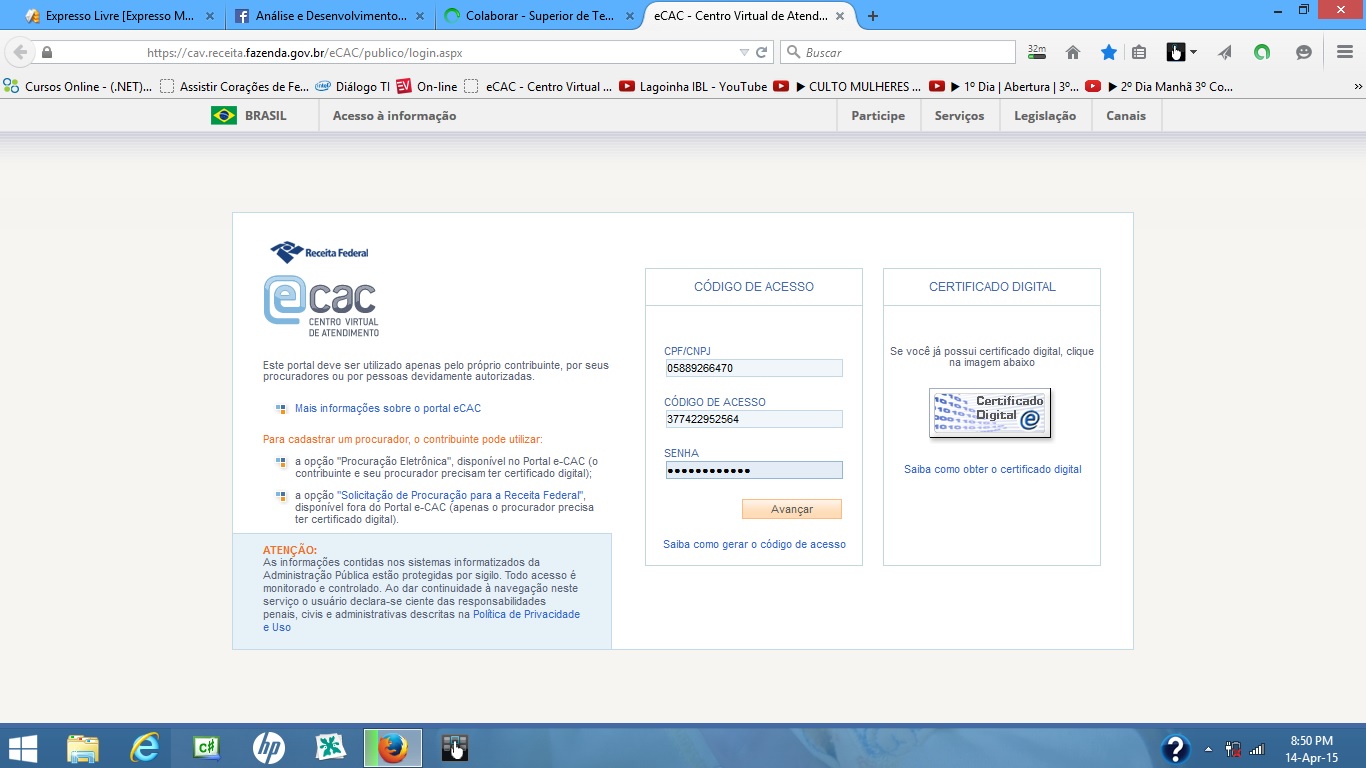 Expresso Livre [Expresso M...
Análise e Desenvolvimento...
Colaborar - Superior de Te...
eCAC - Centro Virtual de Atend...
https://cav.receita.fazenda.gov.br/eCAC/publico/login.aspx
Buscar
32m
Cursos Online - (.NET)...
Assistir Corações de Fe...
Diálogo TI
On-line
eCAC - Centro Virtual ...
Lagoinha IBL - YouTube
▶ CULTO MULHERES ...
▶ 1º Dia | Abertura | 3º...
▶ 2º Dia Manhã 3º Co...
BRASIL
Acesso à informação
Participe
Serviços
Legislação
Canais
Receita Federal
ecac
CENTRO VIRTUAL
DE ATENDIMENTO
Este portal deve ser utilizado apenas pelo próprio contribuinte, por seus
procuradores ou por pessoas devidamente autorizadas.
Mais informações sobre o portal eCAC
Para cadastrar um procurador, o contribuinte pode utilizar:
a opção "Procuração Eletrônica", disponível no Portal e-CAC (o
contribuinte e seu procurador precisam ter certificado digital);
a opção "Solicitação de Procuração para a Receita Federal",
disponível fora do Portal e-CAC (apenas o procurador precisa
ter certificado digital).
ATENÇÃO:
As informações contidas nos sistemas informatizados da
Administração Pública estão protegidas por sigilo. Todo acesso é
monitorado e controlado. Ao dar continuidade à navegação neste
serviço o usuário declara-se ciente das responsabilidades
penais, civis e administrativas descritas na Política de Privacidade
e Uso
CÓDIGO DE ACESSO
CPF/CNPJ
05889266470
CÓDIGO DE ACESSO
377422952564
SENHA
●●●●●●●●●●●●
Avançar
Saiba como gerar o código de acesso
CERTIFICADO DIGITAL
Se você já possui certificado digital, clique
na imagem abaixo
Certificado
Digital
Saiba como obter o certificado digital
8:50 PM
14-Apr-15